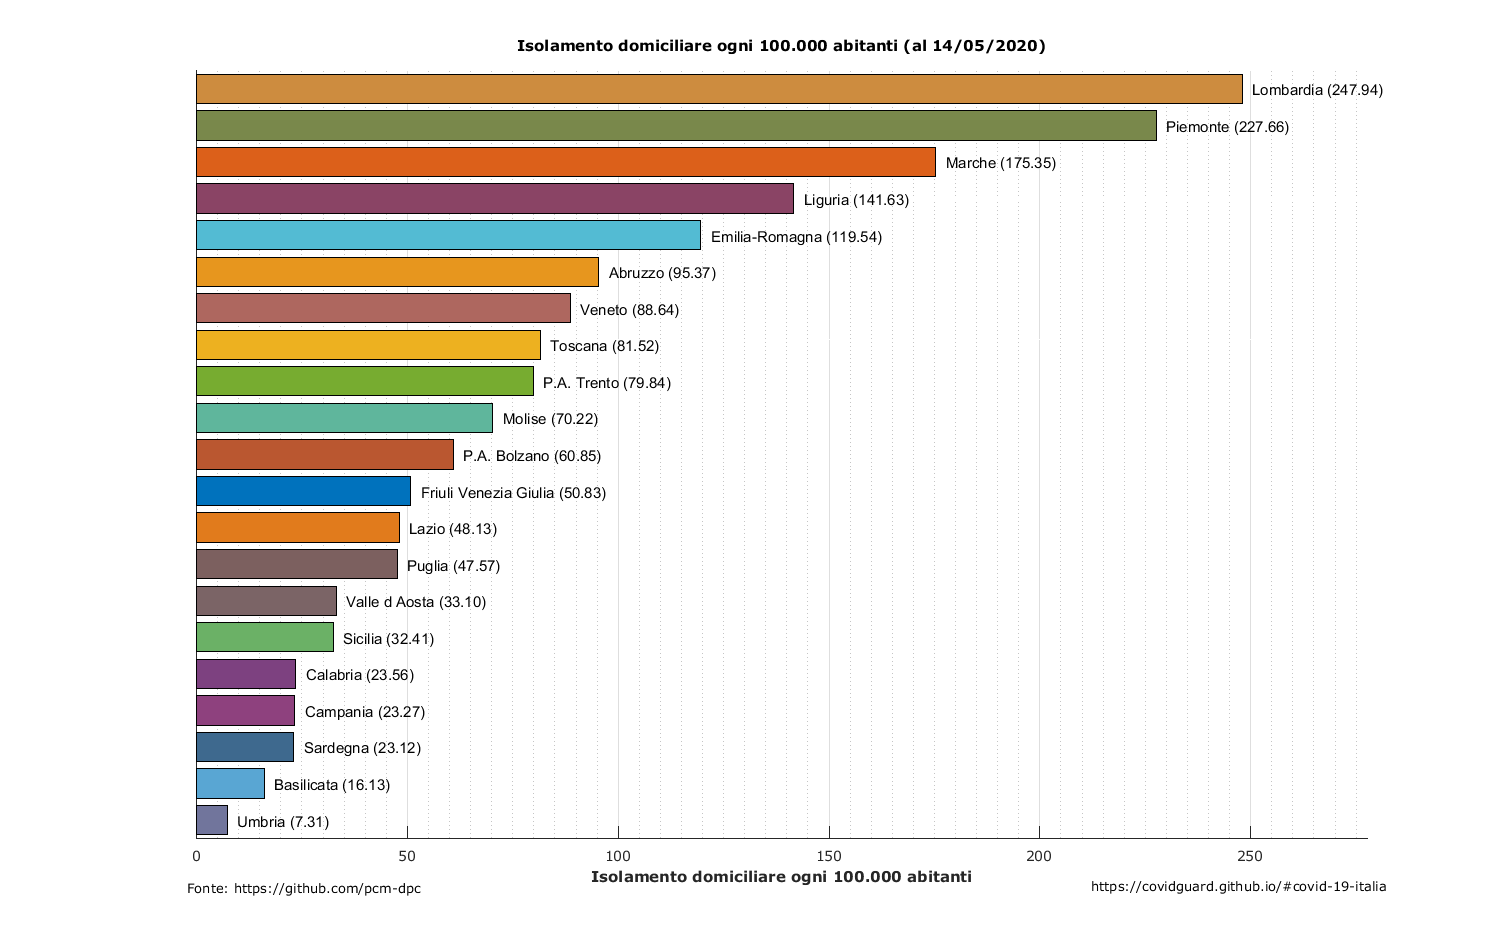 Isolamento domiciliare ogni 100.000 abitanti (al 14/05/2020)
Lombardia (247.94)
Piemonte (227.66)
Marche (175.35)
Liguria (141.63)
Emilia-Romagna (119.54)
Abruzzo (95.37)
Veneto (88.64)
Toscana (81.52)
P.A. Trento (79.84)
Molise (70.22)
P.A. Bolzano (60.85)
Friuli Venezia Giulia (50.83)
Lazio (48.13)
Puglia (47.57)
Valle d Aosta (33.10)
Sicilia (32.41)
Calabria (23.56)
Campania (23.27)
Sardegna (23.12)
Basilicata (16.13)
Umbria (7.31)
0 50 100 150 200 250
Isolamento domiciliare ogni 100.000 abitanti
Fonte: https://github.com/pcm-dpc
https://covidguard.github.io/#covid-19-italia